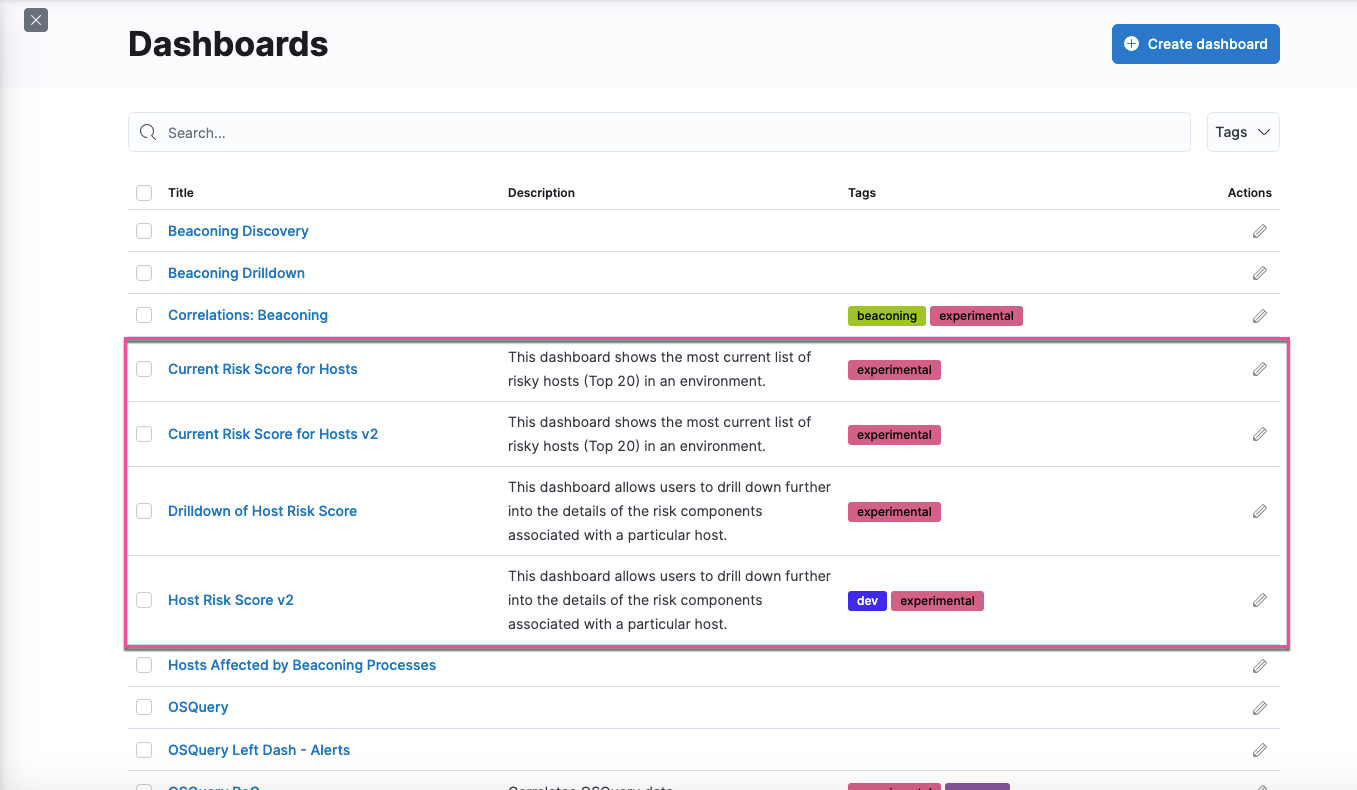 Dashboards
Create dashboard
Search...
Tags
Title Description Tags Actions
Beaconing Discovery
Beaconing Drilldown
Correlations: Beaconing beaconing experimental
Current Risk Score for Hosts
This dashboard shows the most current list of
risky hosts (Top 20) in an environment.
experimental
Current Risk Score for Hosts v2
This dashboard shows the most current list of
risky hosts (Top 20) in an environment.
experimental
Drilldown of Host Risk Score
This dashboard allows users to drill down further
into the details of the risk components
associated with a particular host.
experimental
Host Risk Score v2
This dashboard allows users to drill down further
into the details of the risk components
associated with a particular host.
dev experimental
Hosts Affected by Beaconing Processes
OSQuery
OSQuery Left Dash - Alerts